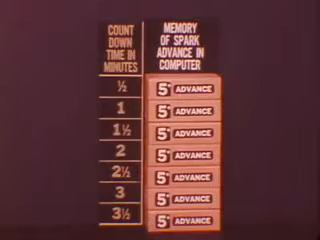 COUNT
DOWN
TIME IN
MINUTES
MEMORY
OF SPARK
ADVANCE IN
COMPUTER
½ 5° ADVANCE
1 5° ADVANCE
1½ 5° ADVANCE
2 5° ADVANCE
2½ 5° ADVANCE
3 5° ADVANCE
3½ 5° ADVANCE